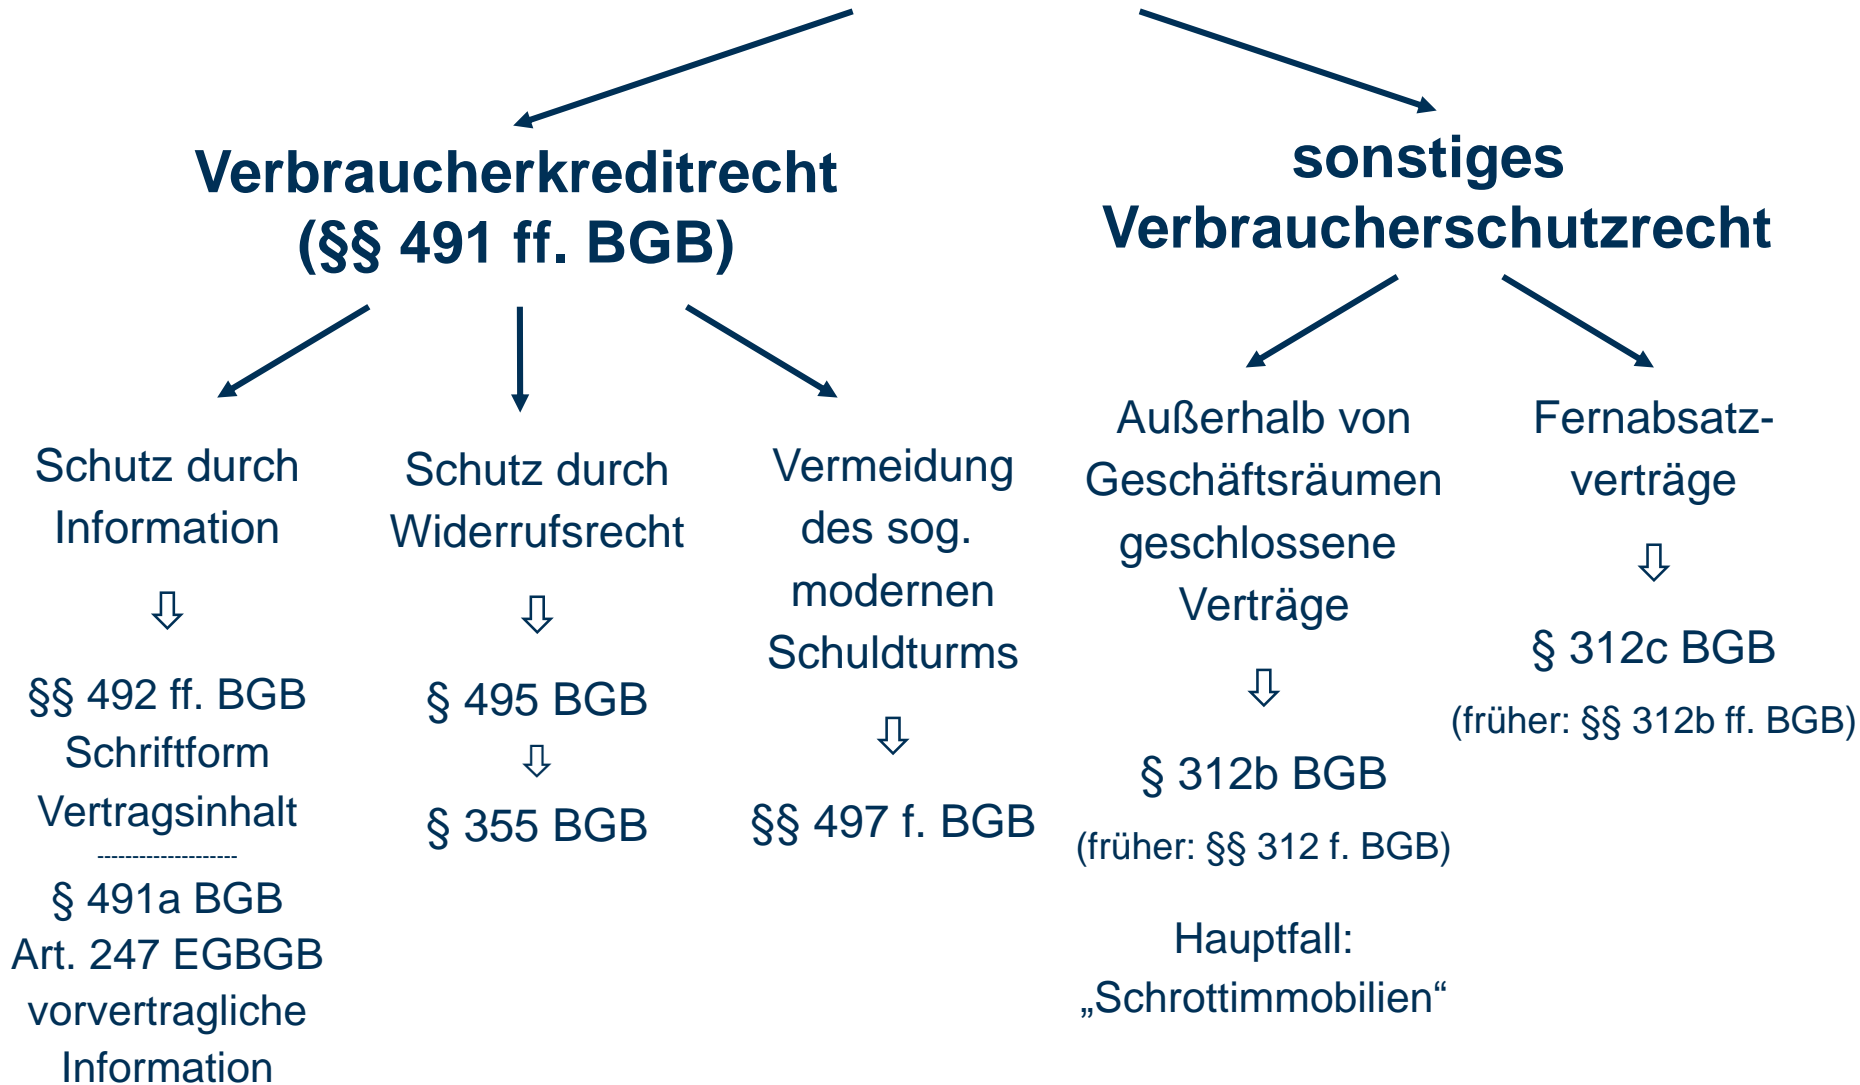 Verbraucherkreditrecht
(§§ 491 ff. BGB)
Schutz durch
Information
⇩
§§ 492 ff. BGB
Schriftform
Vertragsinhalt
--------------------
§ 491a BGB
Art. 247 EGBGB
vorvertragliche
Information
Schutz durch
Widerrufsrecht
⇩
§ 495 BGB
⇩
§ 355 BGB
Vermeidung
des sog.
modernen
Schuldturms
⇩
§§ 497 f. BGB
sonstiges
Verbraucherschutzrecht
Außerhalb von
Geschäftsräumen
geschlossene
Verträge
⇩
§ 312b BGB
(früher: §§ 312 f. BGB)
Hauptfall:
„Schrottimmobilien“
Fernabsatz-
verträge
⇩
§ 312c BGB
(früher: §§ 312b ff. BGB)